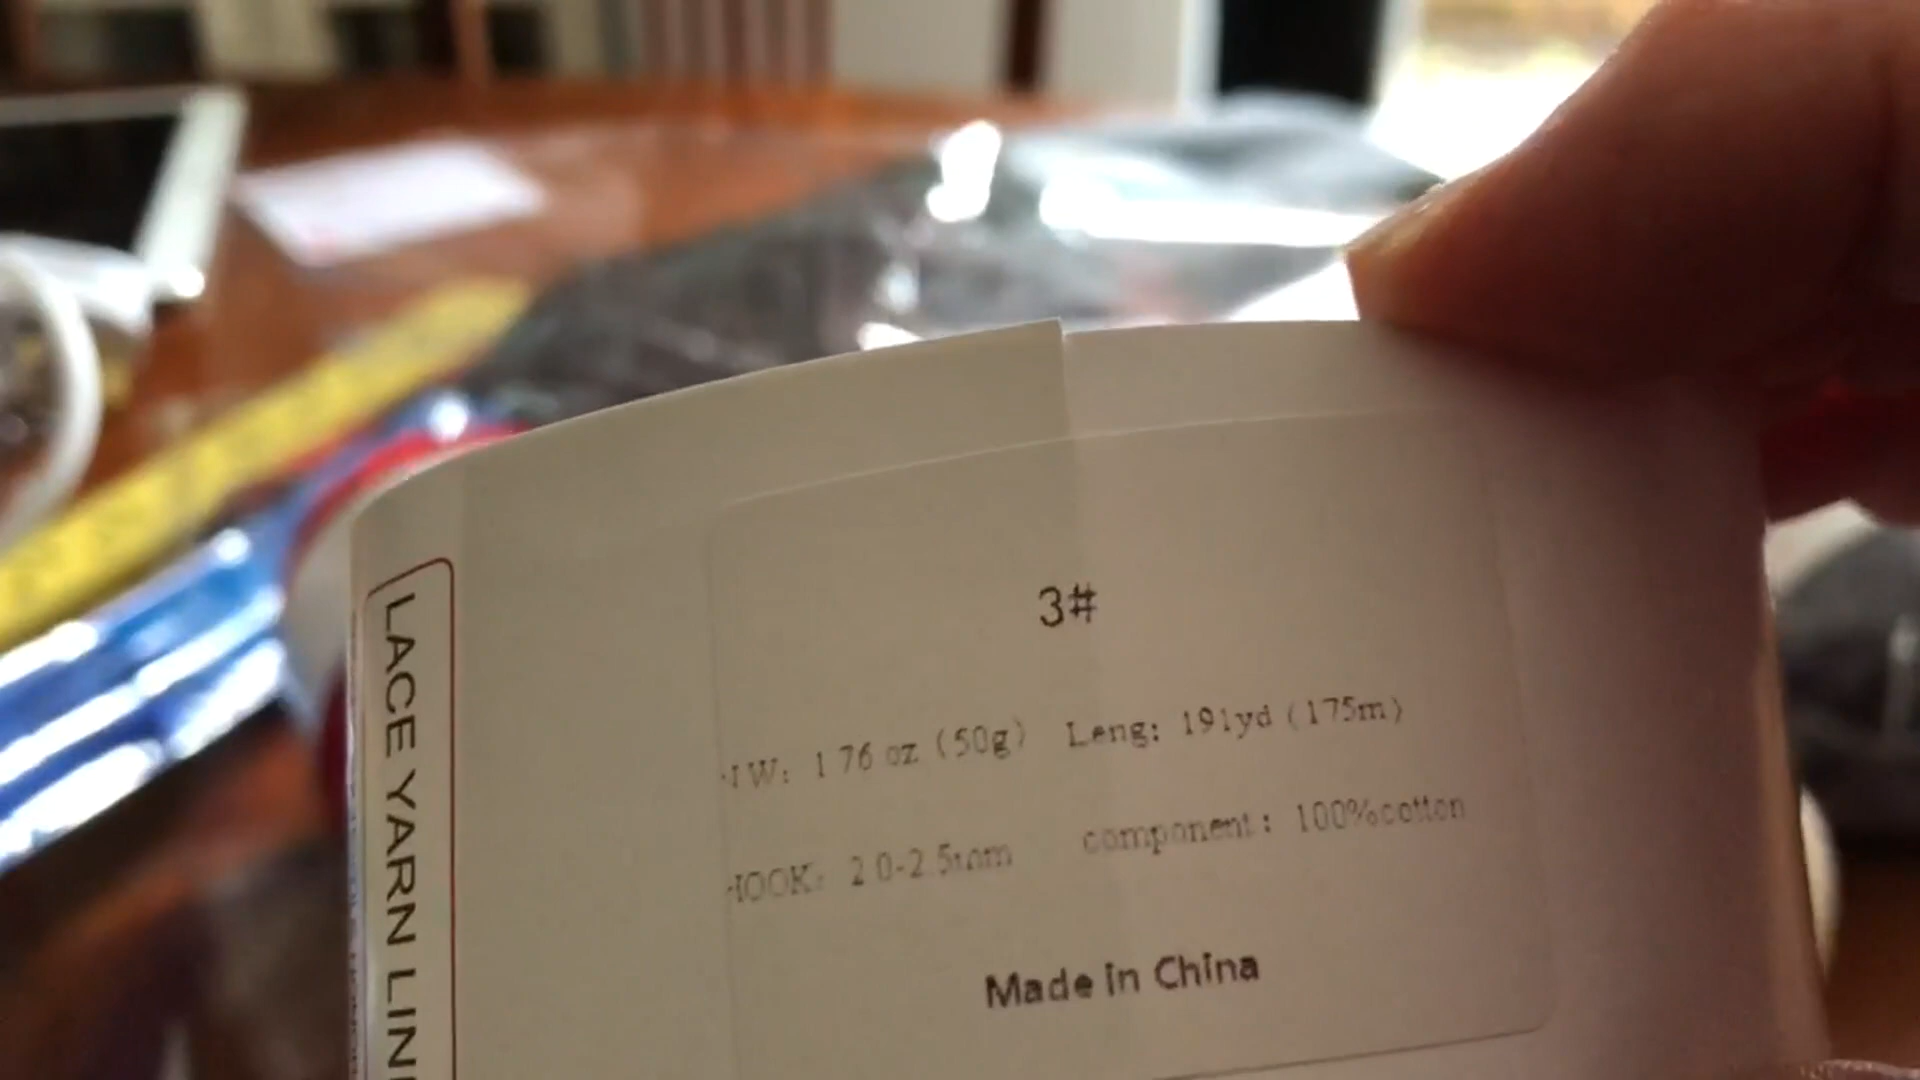 3#
N W: 1.76 oz (50g) Leng: 191yd (175m)
HOOK: 2.0-2.5mm component: 100%cotton
Made in China
LACE YARN LIN